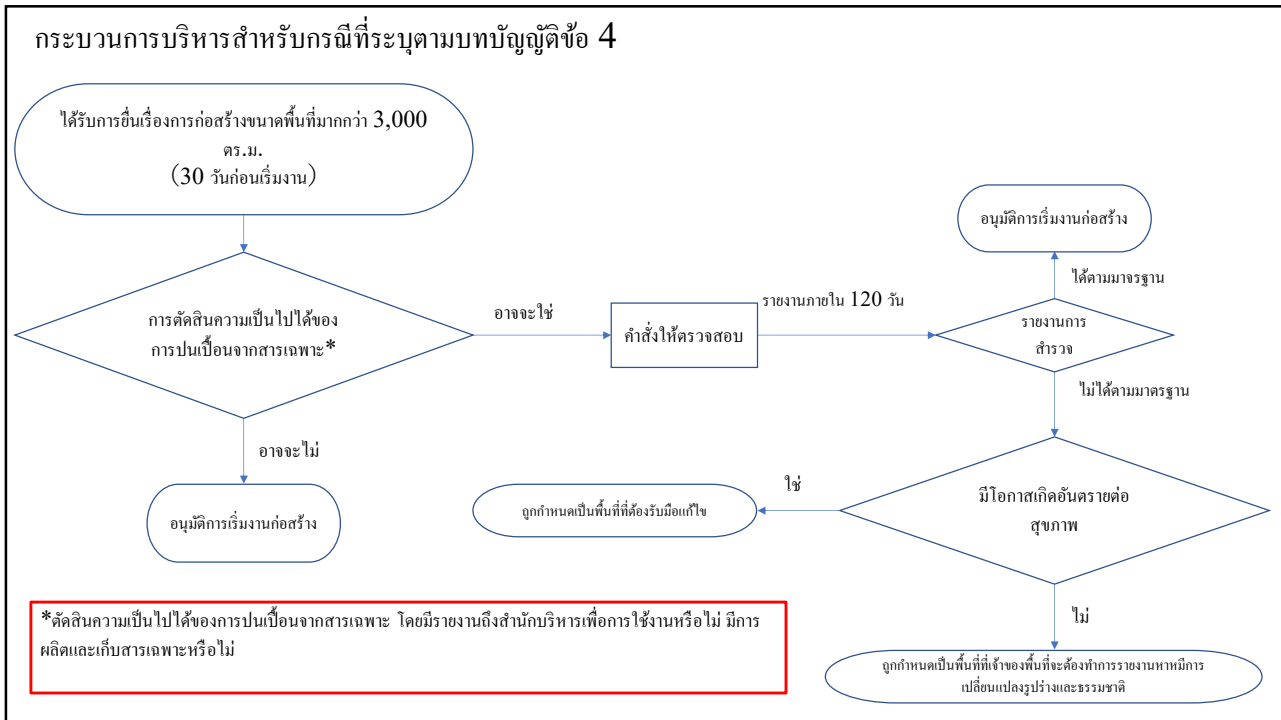 กระบวนการบริหารสำหรับกรณีที่ระบุตามบทบัญญัติข้อ 4
ได้รับการยื่นเรื่องการก่อสร้างขนาดพื้นที่มากกว่า 3,000
ตร.ม.
(30 วันก่อนเริ่มงาน)
การตัดสินความเป็นไปได้ของ
การปนเปื้อนจากสารเฉพาะ*
อาจจะใช่
คำสั่งให้ตรวจสอบ
รายงานภายใน 120 วัน
รายงานการ
สำรวจ
ได้ตามมาจรฐาน
อนุมัติการเริ่มงานก่อสร้าง
ไม่ได้ตามมาตรฐาน
อาจจะไม่
อนุมัติการเริ่มงานก่อสร้าง
มีโอกาสเกิดอันตรายต่อ
สุขภาพ
ใช่
ถูกกำหนดเป็นพื้นที่ที่ต้องรับมือแก้ไข
ไม่
ถูกกำหนดเป็นพื้นที่ที่เจ้าของพื้นที่จะต้องทำการรายงานหาหมีการ
เปลี่ยนแปลงรูปร่างและธรรมชาติ
*ตัดสินความเป็นไปได้ของการปนเปื้อนจากสารเฉพาะ โดยมีรายงานถึงสำนักบริหารเพื่อการใช้งานหรือไม่ มีการ
ผลิตและเก็บสารเฉพาะหรือไม่